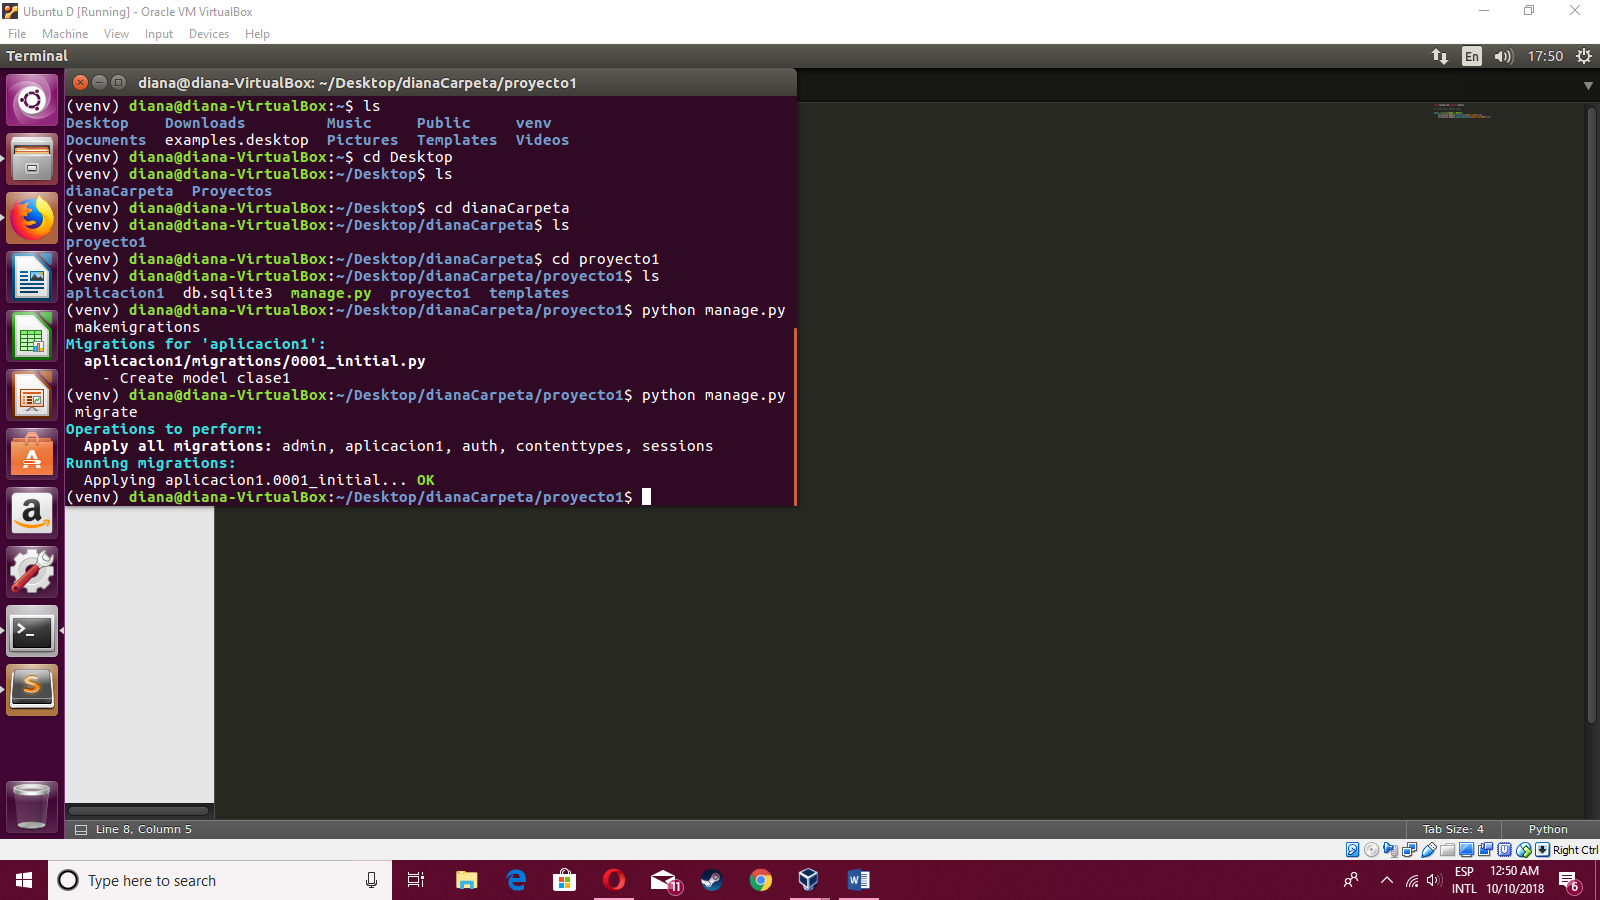 Ubuntu D [Running] - Oracle VM VirtualBox
File Machine View Input Devices Help
Terminal
En
17:50
diana@diana-VirtualBox: ~/Desktop/dianaCarpeta/proyecto1
(venv) diana@diana-VirtualBox:~$ ls
Desktop Downloads Music Public venv
Documents examples.desktop Pictures Templates Videos
(venv) diana@diana-VirtualBox:~$ cd Desktop
(venv) diana@diana-VirtualBox:~/Desktop$ ls
dianaCarpeta Proyectos
(venv) diana@diana-VirtualBox:~/Desktop$ cd dianaCarpeta
(venv) diana@diana-VirtualBox:~/Desktop/dianaCarpeta$ ls
proyecto1
(venv) diana@diana-VirtualBox:~/Desktop/dianaCarpeta$ cd proyecto1
(venv) diana@diana-VirtualBox:~/Desktop/dianaCarpeta/proyecto1$ ls
aplicacion1 db.sqlite3 manage.py proyecto1 templates
(venv) diana@diana-VirtualBox:~/Desktop/dianaCarpeta/proyecto1$ python manage.py
makemigrations
Migrations for 'aplicacion1':
aplicacion1/migrations/0001_initial.py
- Create model clase1
(venv) diana@diana-VirtualBox:~/Desktop/dianaCarpeta/proyecto1$ python manage.py
migrate
Operations to perform:
Apply all migrations: admin, aplicacion1, auth, contenttypes, sessions
Running migrations:
Applying aplicacion1.0001_initial... OK
(venv) diana@diana-VirtualBox:~/Desktop/dianaCarpeta/proyecto1$
Line 8, Column 5
Tab Size: 4
Python
Right Ctrl
Type here to search
11
ESP
INTL
12:50 AM
10/10/2018
6